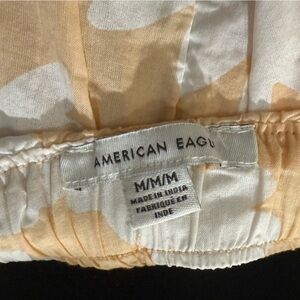 AMERICAN EAGL
M/M/M
MADE IN INDIA
FABRIQUÉ EN
INDE